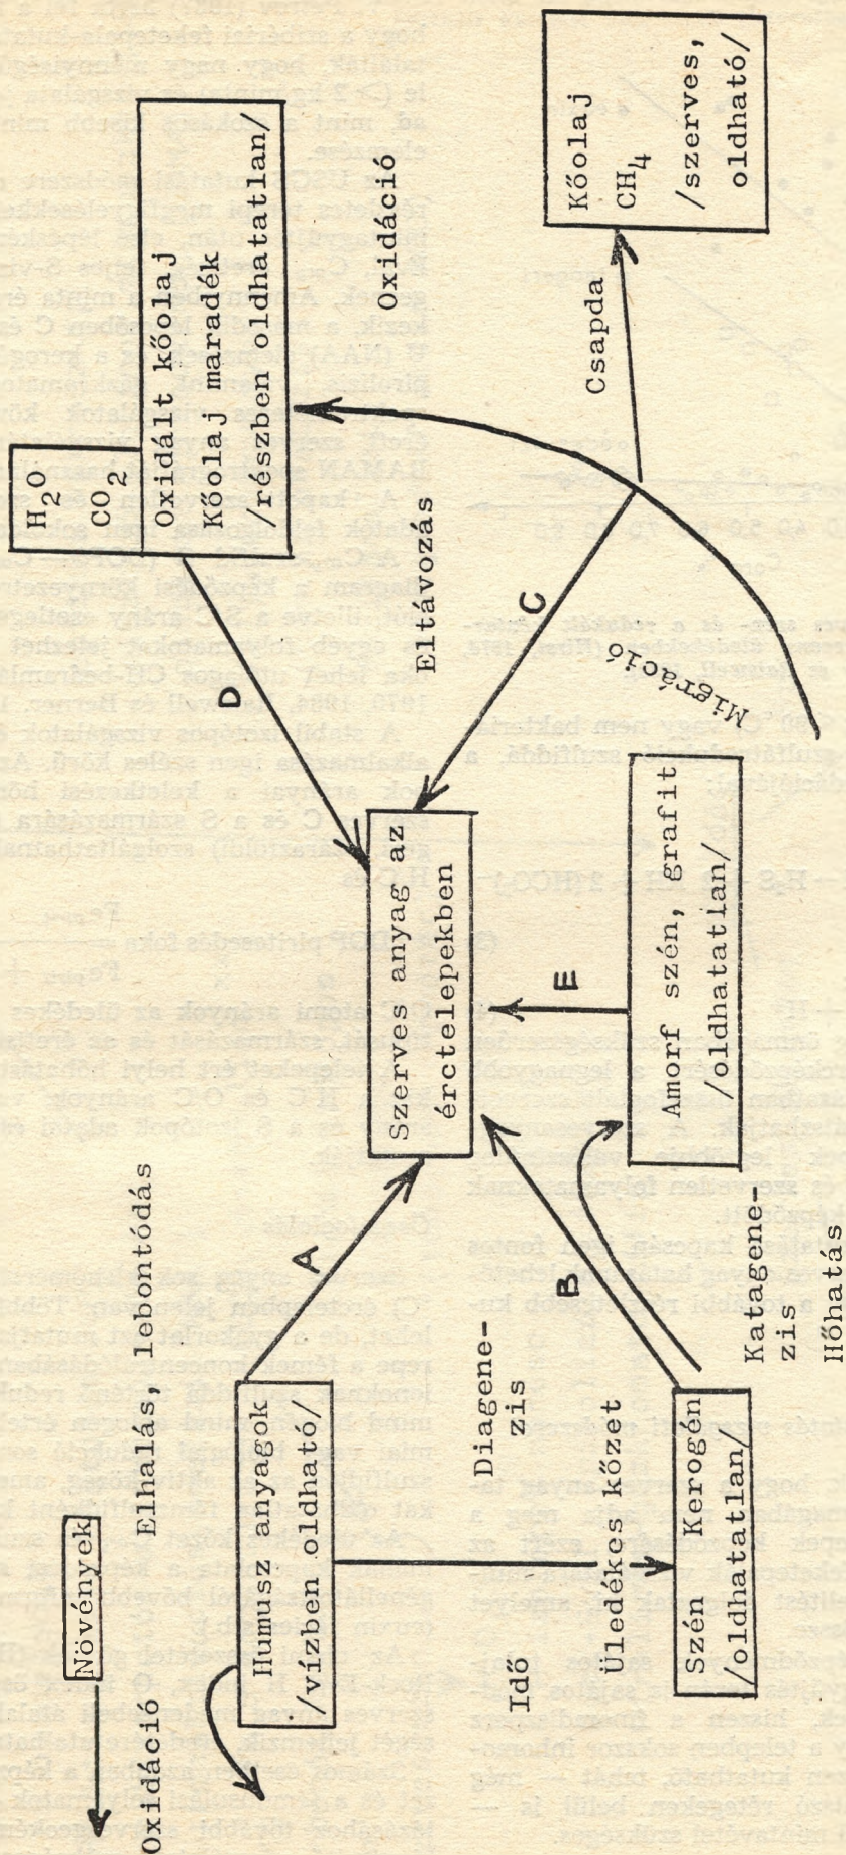 Növények
Oxidáció
Elhalás, lebontódás
Humusz anyagok
/vízben oldható/
Idő
Diagene-
zis
Üledékes kőzet
Szén Kerogén
/oldhatatlan/
Katagene-
zis
Hőhatás
A
B
Szerves anyag az
érctelepekben
E
Amorf szén, grafit
/oldhatatlan/
D
C
Eltávozás
Migráció
H2O
CO2
Oxidált kőolaj
Kőolaj maradék
/részben oldhatatlan/
Oxidáció
Csapda
Kőolaj
CH4
/szerves,
oldható/